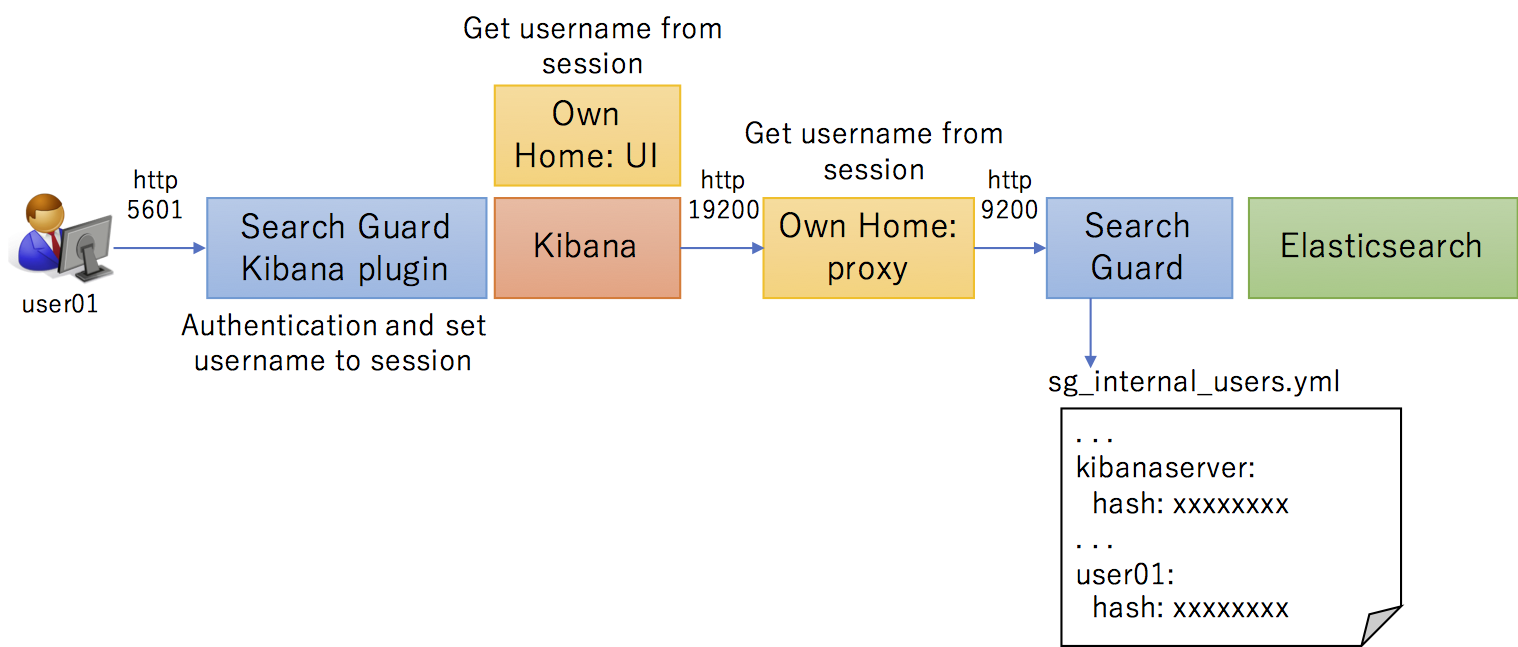 Get username from
session
Own
Home: UI
Get username from
session
http
5601
http
19200
http
9200
Search Guard
Kibana plugin
Kibana
Own Home:
proxy
Search
Guard
Elasticsearch
user01
Authentication and set
username to session
sg_internal_users.yml
. . .
kibanaserver:
hash: xxxxxxxx
. . .
user01:
hash: xxxxxxxx